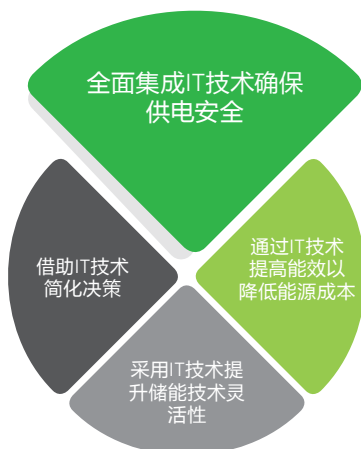 全面集成IT技术确保
供电安全
借助IT技术
简化决策
通过IT技术
提高能效以
降低能源成本
采用IT技术提
升储能技术灵
活性